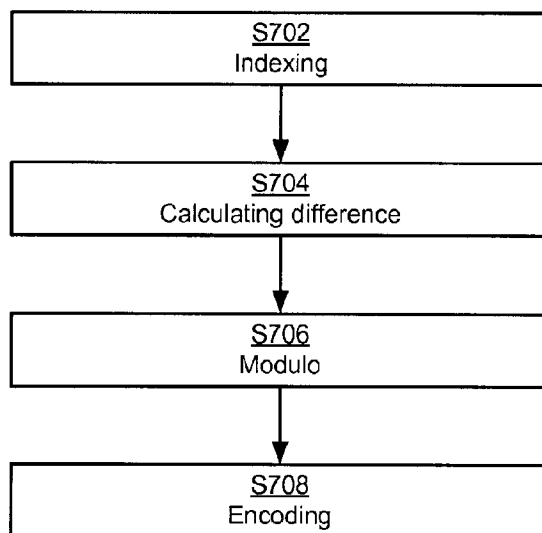 S702
Indexing
S704
Calculating difference
S706
Modulo
S708
Encoding